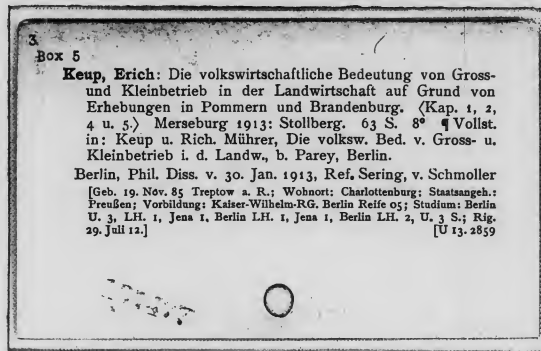 3.
Box 5
Keup, Erich: Die volkswirtschaftliche Bedeutung von Gross-
und Kleinbetrieb in der Landwirtschaft auf Grund von
Erhebungen in Pommern und Brandenburg. ⟨Kap. 1, 2,
4 u. 5.⟩ Merseburg 1913: Stollberg. 63 S. 8° ¶ Vollst.
in: Keup u. Rich. Mührer, Die volksw. Bed. v. Gross- u.
Kleinbetrieb i. d. Landw., b. Parey, Berlin.
Berlin, Phil. Diss. v. 30. Jan. 1913, Ref. Sering, v. Schmoller
[Geb. 19. Nov. 85 Treptow a. R.; Wohnort: Charlottenburg; Staatsangeh.:
Preußen; Vorbildung: Kaiser-Wilhelm-RG. Berlin Reife 05; Studium: Berlin
U. 3, LH. 1, Jena 1, Berlin LH. 1, Jena 1, Berlin LH. 2, U. 3 S.; Rig.
29. Juli 12.] [U 13. 2859